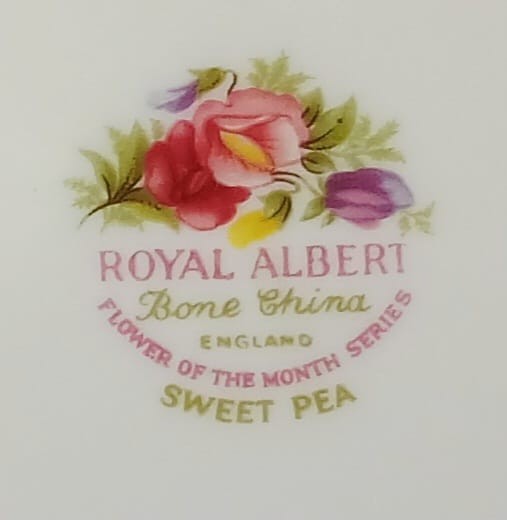 ROYAL ALBERT
Bone China
ENGLAND
FLOWER OF THE MONTH SERIES
SWEET PEA